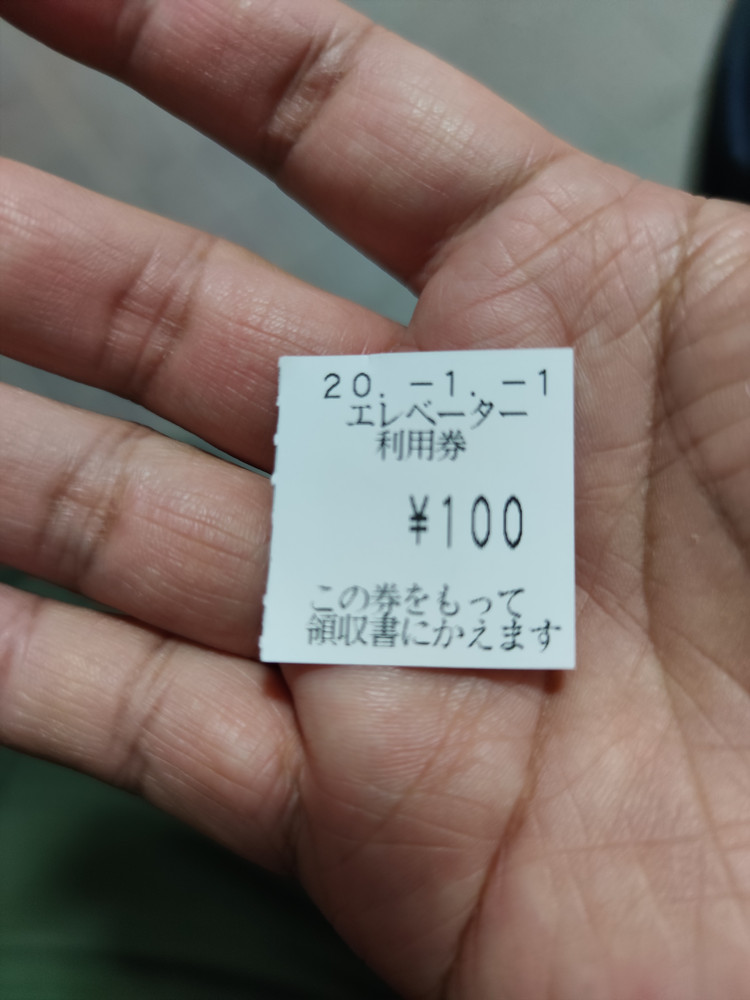 20. -1. -1
エレベーター
利用券
¥100
この券をもって
領収書にかえます